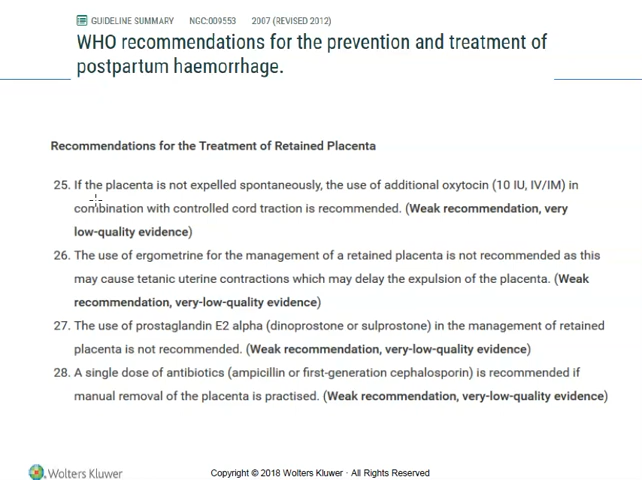 GUIDELINE SUMMARY NGC:009553 2007 (REVISED 2012)
WHO recommendations for the prevention and treatment of
postpartum haemorrhage.
Recommendations for the Treatment of Retained Placenta
25. If the placenta is not expelled spontaneously, the use of additional oxytocin (10 IU, IV/IM) in
combination with controlled cord traction is recommended. (Weak recommendation, very
low-quality evidence)
26. The use of ergometrine for the management of a retained placenta is not recommended as this
may cause tetanic uterine contractions which may delay the expulsion of the placenta. (Weak
recommendation, very-low-quality evidence)
27. The use of prostaglandin E2 alpha (dinoprostone or sulprostone) in the management of retained
placenta is not recommended. (Weak recommendation, very-low-quality evidence)
28. A single dose of antibiotics (ampicillin or first-generation cephalosporin) is recommended if
manual removal of the placenta is practised. (Weak recommendation, very-low-quality evidence)
Wolters Kluwer
Copyright © 2018 Wolters Kluwer · All Rights Reserved